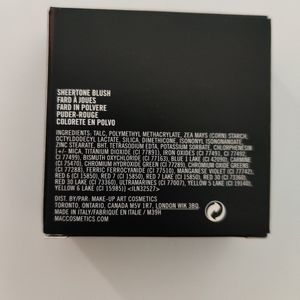 SHEERTONE BLUSH
FARD À JOUES
FARD IN POLVERE
PUDER-ROUGE
COLORETE EN POLVO
INGREDIENTS: TALC, POLYMETHYL METHACRYLATE, ZEA MAYS (CORN) STARCH,
OCTYLDODECYL LACTATE, SILICA, DIMETHICONE, ISONONYL ISONONANOATE,
ZINC STEARATE, BHT, TETRASODIUM EDTA, POTASSIUM SORBATE, CHLORPHENESIN
[+/- MICA, TITANIUM DIOXIDE (CI 77891), IRON OXIDES (CI 77491, CI 77492,
CI 77499), BISMUTH OXYCHLORIDE (CI 77163), BLUE 1 LAKE (CI 42090), CARMINE
(CI 75470), CHROMIUM HYDROXIDE GREEN (CI 77289), CHROMIUM OXIDE GREENS
(CI 77288), FERRIC FERROCYANIDE (CI 77510), MANGANESE VIOLET (CI 77742),
RED 6 (CI 15850), RED 7 (CI 15850), RED 7 LAKE (CI 15850), RED 30 (CI 73360),
RED 30 LAKE (CI 73360), ULTRAMARINES (CI 77007), YELLOW 5 LAKE (CI 19140),
YELLOW 6 LAKE (CI 15985)] <ILN32527>
DIST. BY/PAR. MAKE-UP ART COSMETICS
TORONTO, ONTARIO, CANADA M5V 1R7, LONDON W1K 3BQ,
MADE IN ITALY/FABRIQUÉ EN ITALIE / M39H
MACCOSMETICS.COM